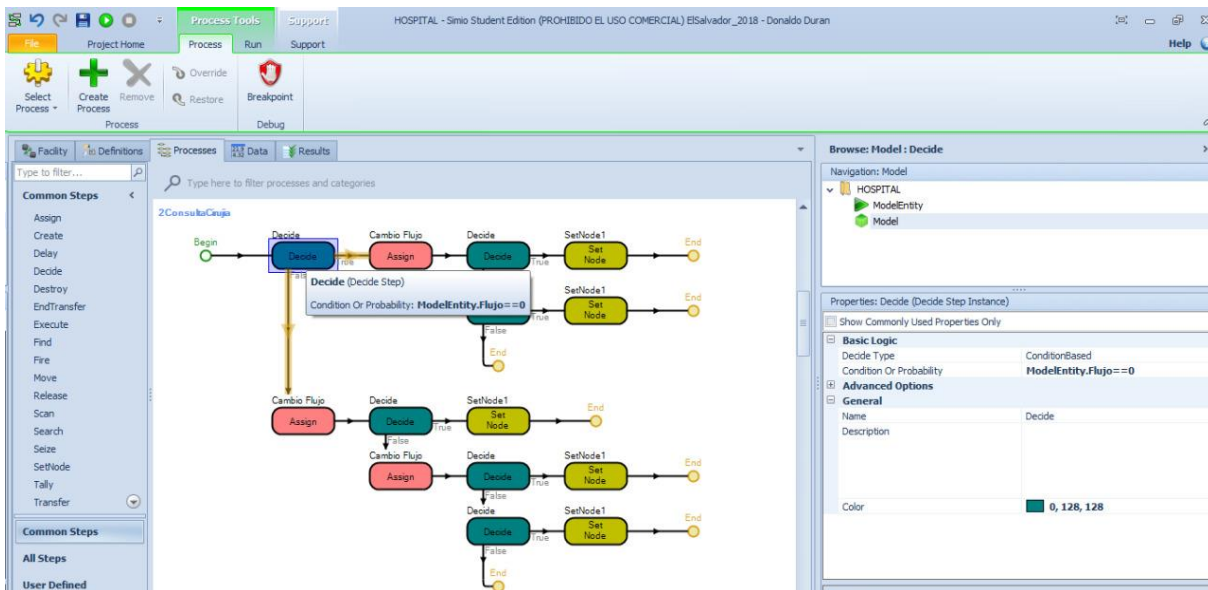 Process Tools
Support
HOSPITAL - Simio Student Edition (PROHIBIDO EL USO COMERCIAL) ElSalvador_2018 - Donaldo Duran
File
Project Home
Process
Run
Support
Help
Select Process
Create Process
Remove
Override
Restore
Breakpoint
Process
Debug
Facility
Definitions
Processes
Data
Results
Type to filter...
Type here to filter processes and categories
Common Steps
Assign
Create
Delay
Decide
Destroy
EndTransfer
Execute
Find
Fire
Move
Release
Scan
Search
Seize
SetNode
Tally
Transfer
Common Steps
All Steps
User Defined
2ConsultaCirujia
Begin
Decide
Decide
True
False
Cambio Flujo
Assign
Decide
Decide
True
SetNode1
Set Node
End
Decide (Decide Step)
Condition Or Probability: ModelEntity.Flujo==0
True
False
SetNode1
Set Node
End
End
Cambio Flujo
Assign
Decide
Decide
True
False
SetNode1
Set Node
End
Cambio Flujo
Assign
Decide
Decide
True
False
SetNode1
Set Node
End
Decide
Decide
True
False
SetNode1
Set Node
End
End
Browse: Model : Decide
Navigation: Model
HOSPITAL
ModelEntity
Model
Properties: Decide (Decide Step Instance)
Show Commonly Used Properties Only
Basic Logic
Decide Type ConditionBased
Condition Or Probability ModelEntity.Flujo==0
Advanced Options
General
Name Decide
Description
Color 0, 128, 128